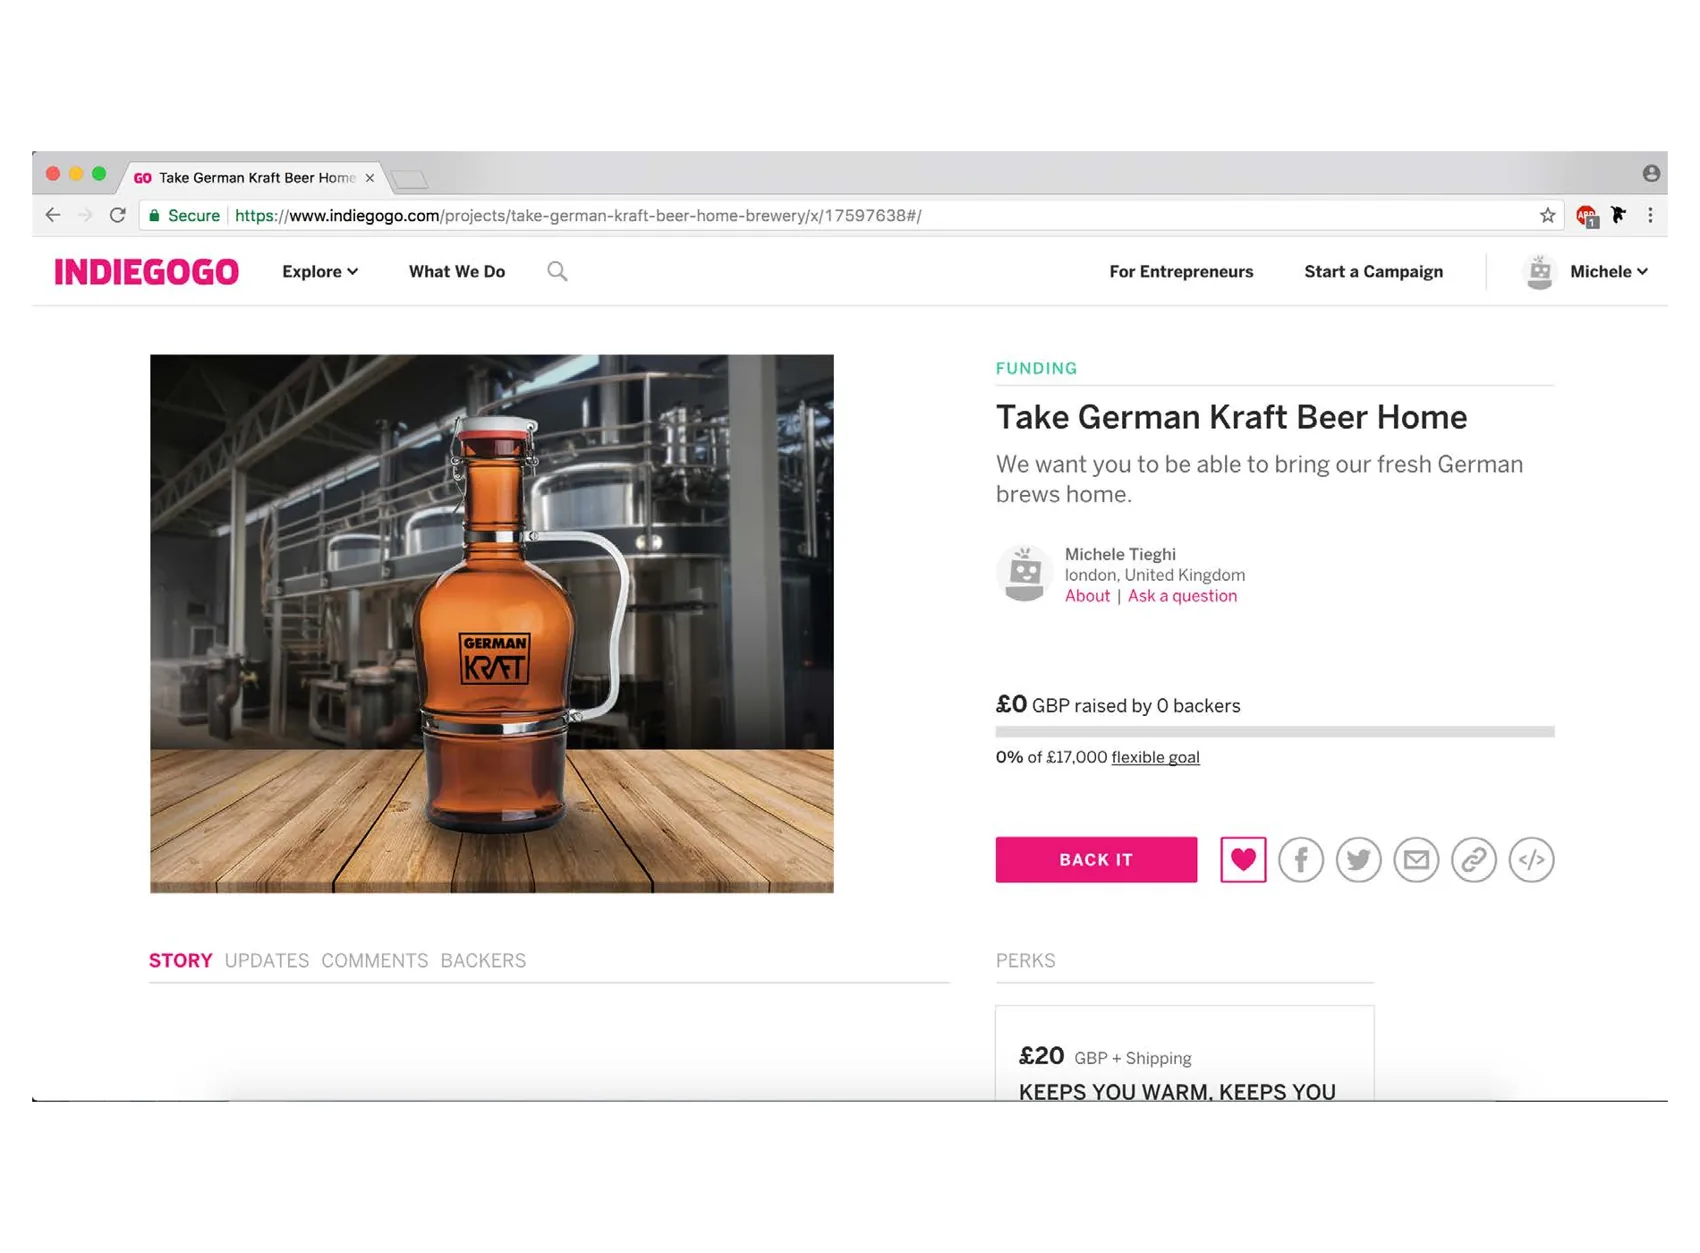 GO Take German Kraft Beer Home
Secure https://www.indiegogo.com/projects/take-german-kraft-beer-home-brewery/x/17597638#/
ABP
1
INDIEGOGO Explore What We Do For Entrepreneurs Start a Campaign Michele
FUNDING
Take German Kraft Beer Home
We want you to be able to bring our fresh German
brews home.
Michele Tieghi
london, United Kingdom
About | Ask a question
GERMAN
KRAFT
£0 GBP raised by 0 backers
0% of £17,000 flexible goal
BACK IT
STORY UPDATES COMMENTS BACKERS
PERKS
£20 GBP + Shipping
KEEPS YOU WARM, KEEPS YOU